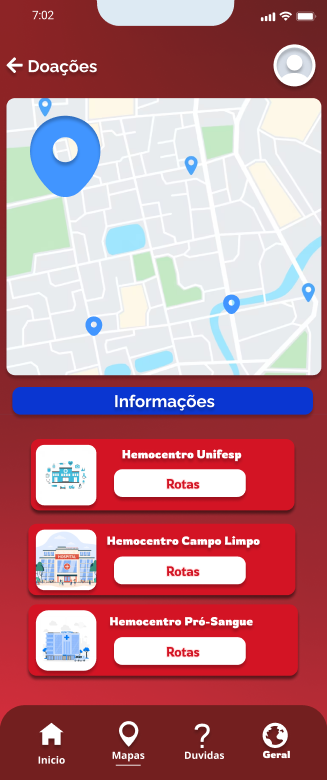 7:02
Doações
Informações
Hemocentro Unifesp
Rotas
HOSPITAL
Hemocentro Campo Limpo
Rotas
Hemocentro Pró-Sangue
Rotas
Inicio
Mapas
Duvidas
Geral